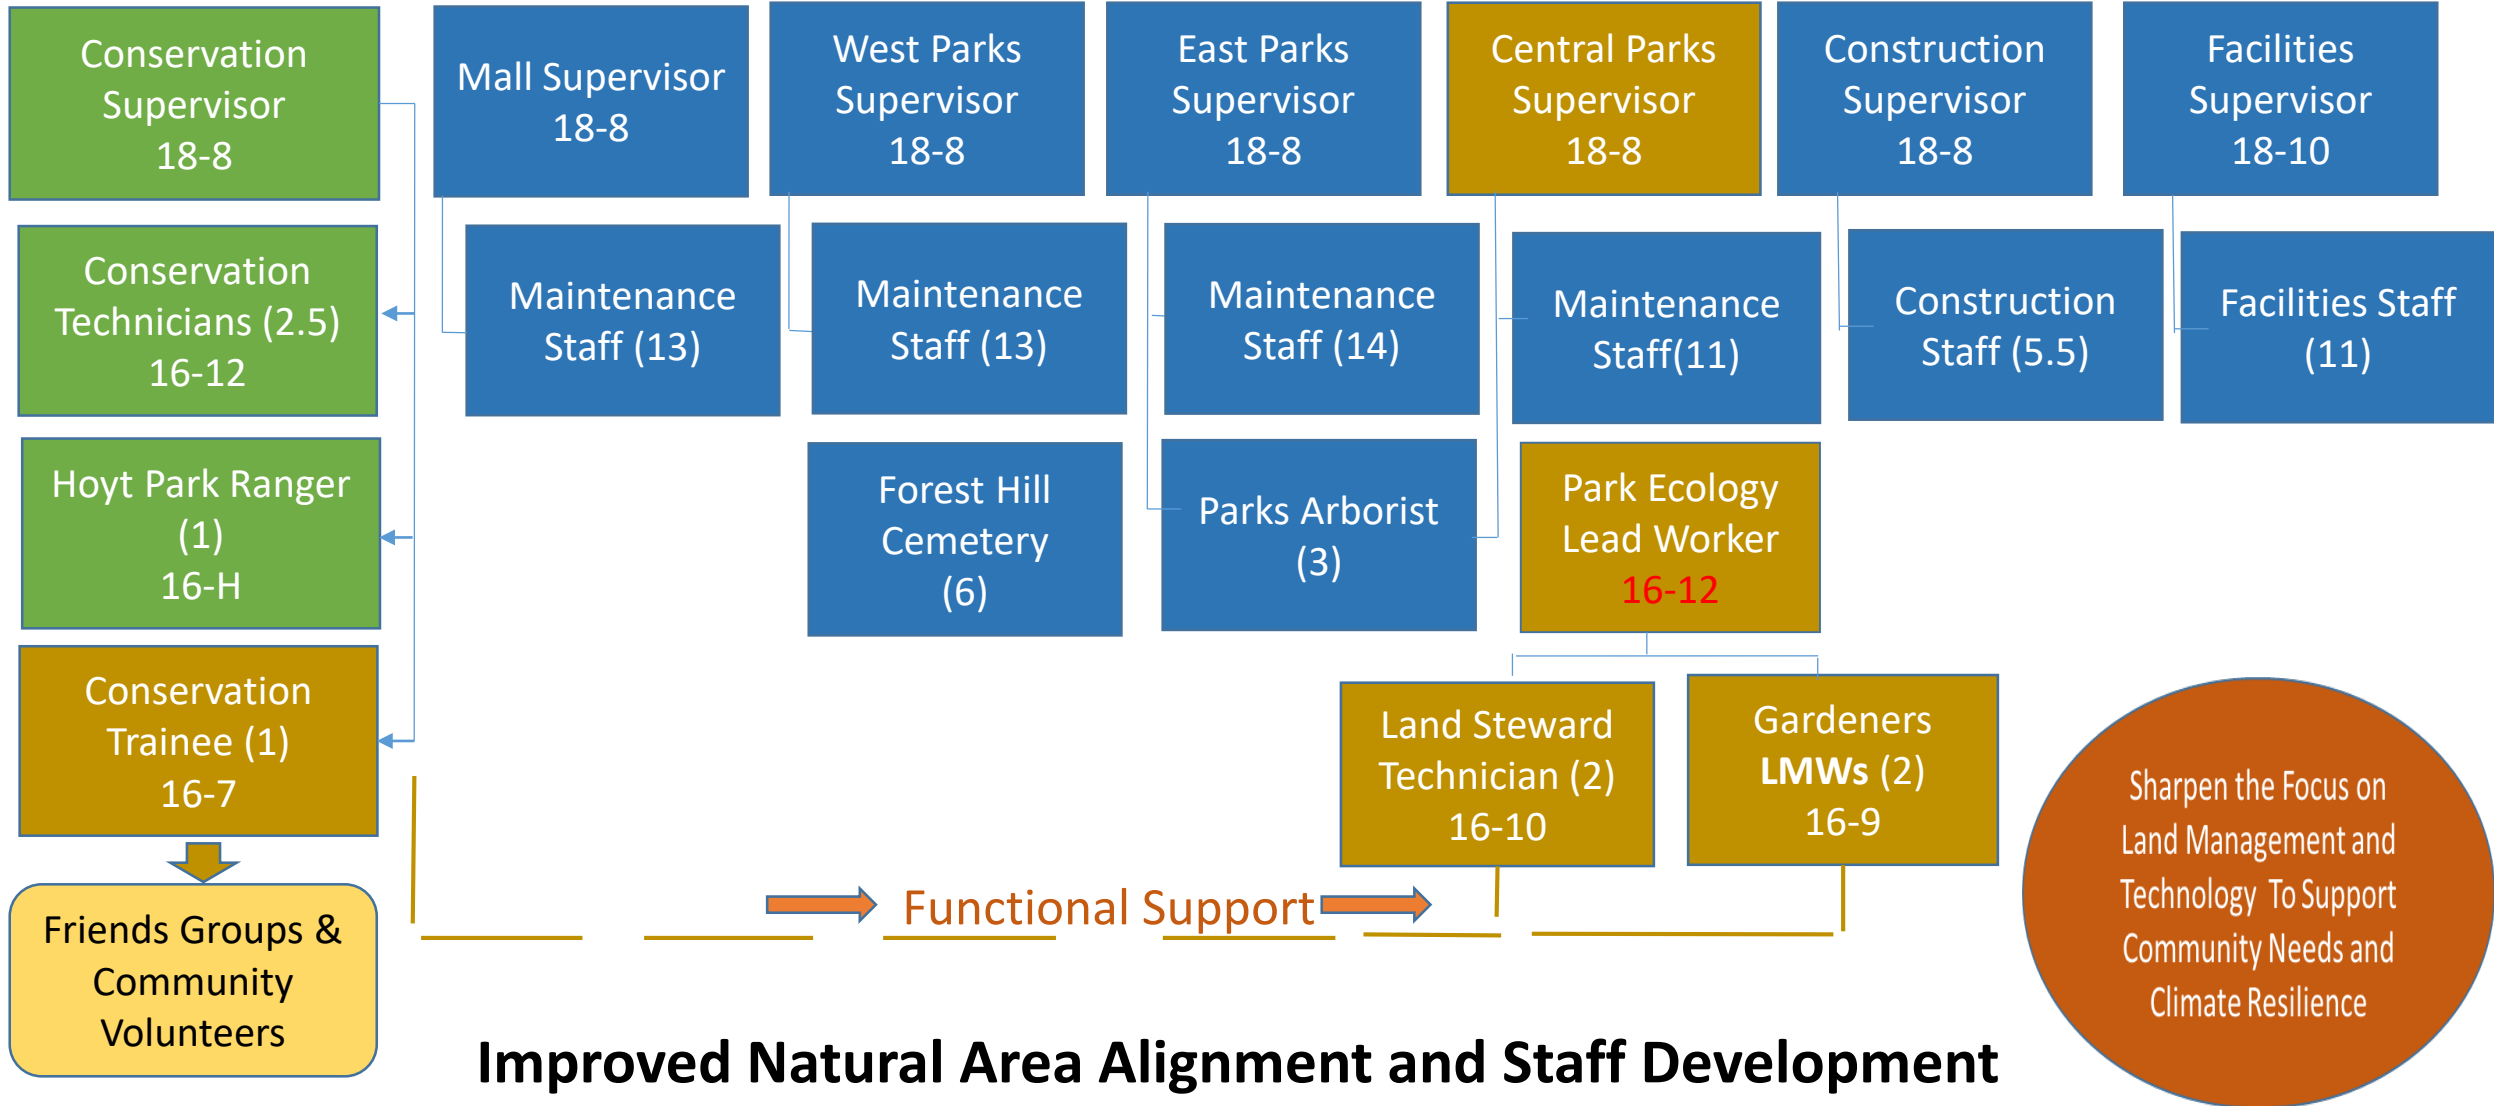 Conservation
Supervisor
18-8
Mall Supervisor
18-8
West Parks
Supervisor
18-8
East Parks
Supervisor
18-8
Central Parks
Supervisor
18-8
Construction
Supervisor
18-8
Facilities
Supervisor
18-10
Conservation
Technicians (2.5)
16-12
Maintenance
Staff (13)
Maintenance
Staff (13)
Maintenance
Staff (14)
Maintenance
Staff(11)
Construction
Staff (5.5)
Facilities Staff
(11)
Hoyt Park Ranger
(1)
16-H
Forest Hill
Cemetery
(6)
Parks Arborist
(3)
Park Ecology
Lead Worker
16-12
Conservation
Trainee (1)
16-7
Land Steward
Technician (2)
16-10
Gardeners
LMWs (2)
16-9
Sharpen the Focus on
Land Management and
Technology To Support
Community Needs and
Climate Resilience
Functional Support
Friends Groups &
Community
Volunteers
Improved Natural Area Alignment and Staff Development